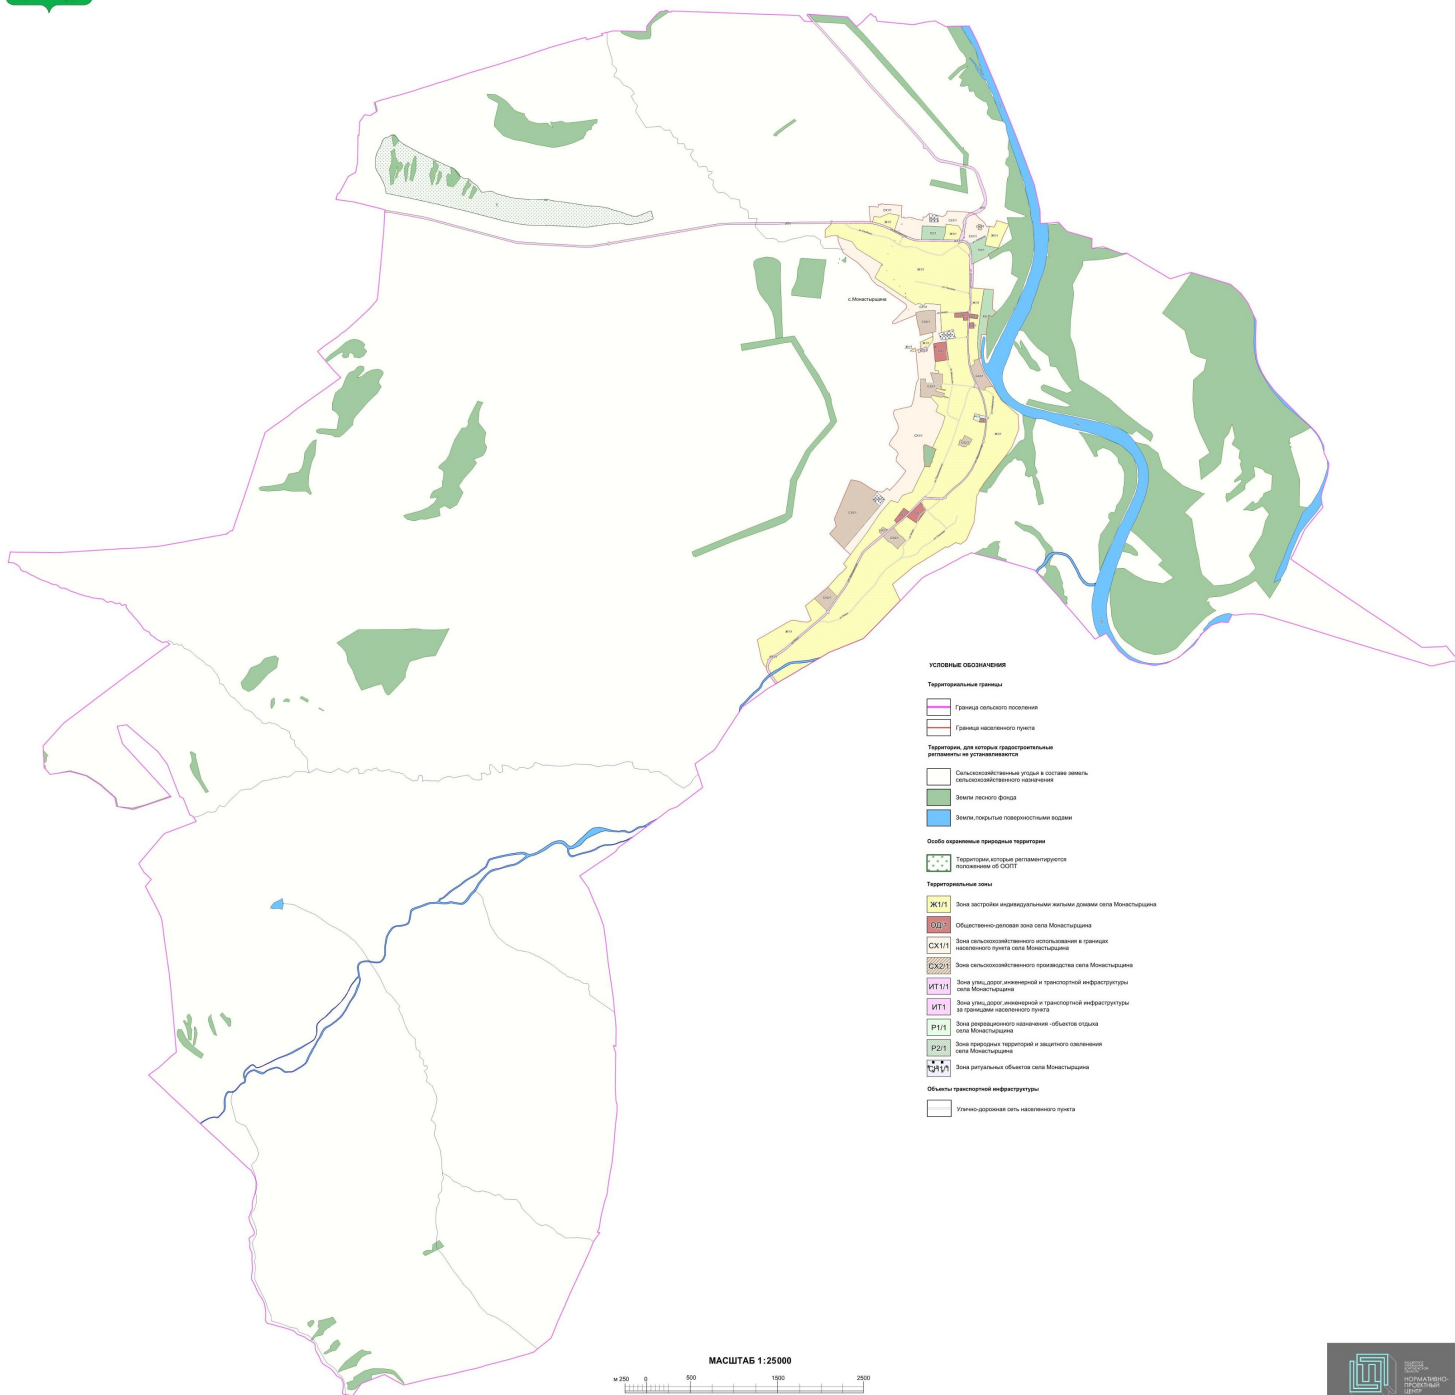 с.Монастырщина
УСЛОВНЫЕ ОБОЗНАЧЕНИЯ
Территориальные границы
Граница сельского поселения
Граница населенного пункта
Территории, для которых градостроительные
регламенты не устанавливаются
Сельскохозяйственные угодья в составе земель
сельскохозяйственного назначения
Земли лесного фонда
Земли,покрытые поверхностными водами
Особо охраняемые природные территории
Территории,которые регламентируются
положением об ООПТ
Территориальные зоны
Ж1/1 Зона застройки индивидуальными жилыми домами села Монастырщина
Общественно-деловая зона села Монастырщина
СХ1/1 Зона сельскохозяйственного использования в границах
населенного пункта села Монастырщина
СХ2/1 Зона сельскохозяйственного производства села Монастырщина
ИТ1/1 Зона улиц,дорог,инженерной и транспортной инфраструктуры
села Монастырщина
ИТ1 Зона улиц,дорог,инженерной и транспортной инфраструктуры
за границами населенного пункта
Р1/1 Зона рекреационного назначения -объектов отдыха
села Монастырщина
Р2/1 Зона природных территорий и защитного озеленения
села Монастырщина
Зона ритуальных объектов села Монастырщина
Объекты транспортной инфраструктуры
Улично-дорожная сеть населенного пункта
МАСШТАБ 1:25000
м 250 0 500 1500 2500
НОРМАТИВНО-
ПРОЕКТНЫЙ
ЦЕНТР